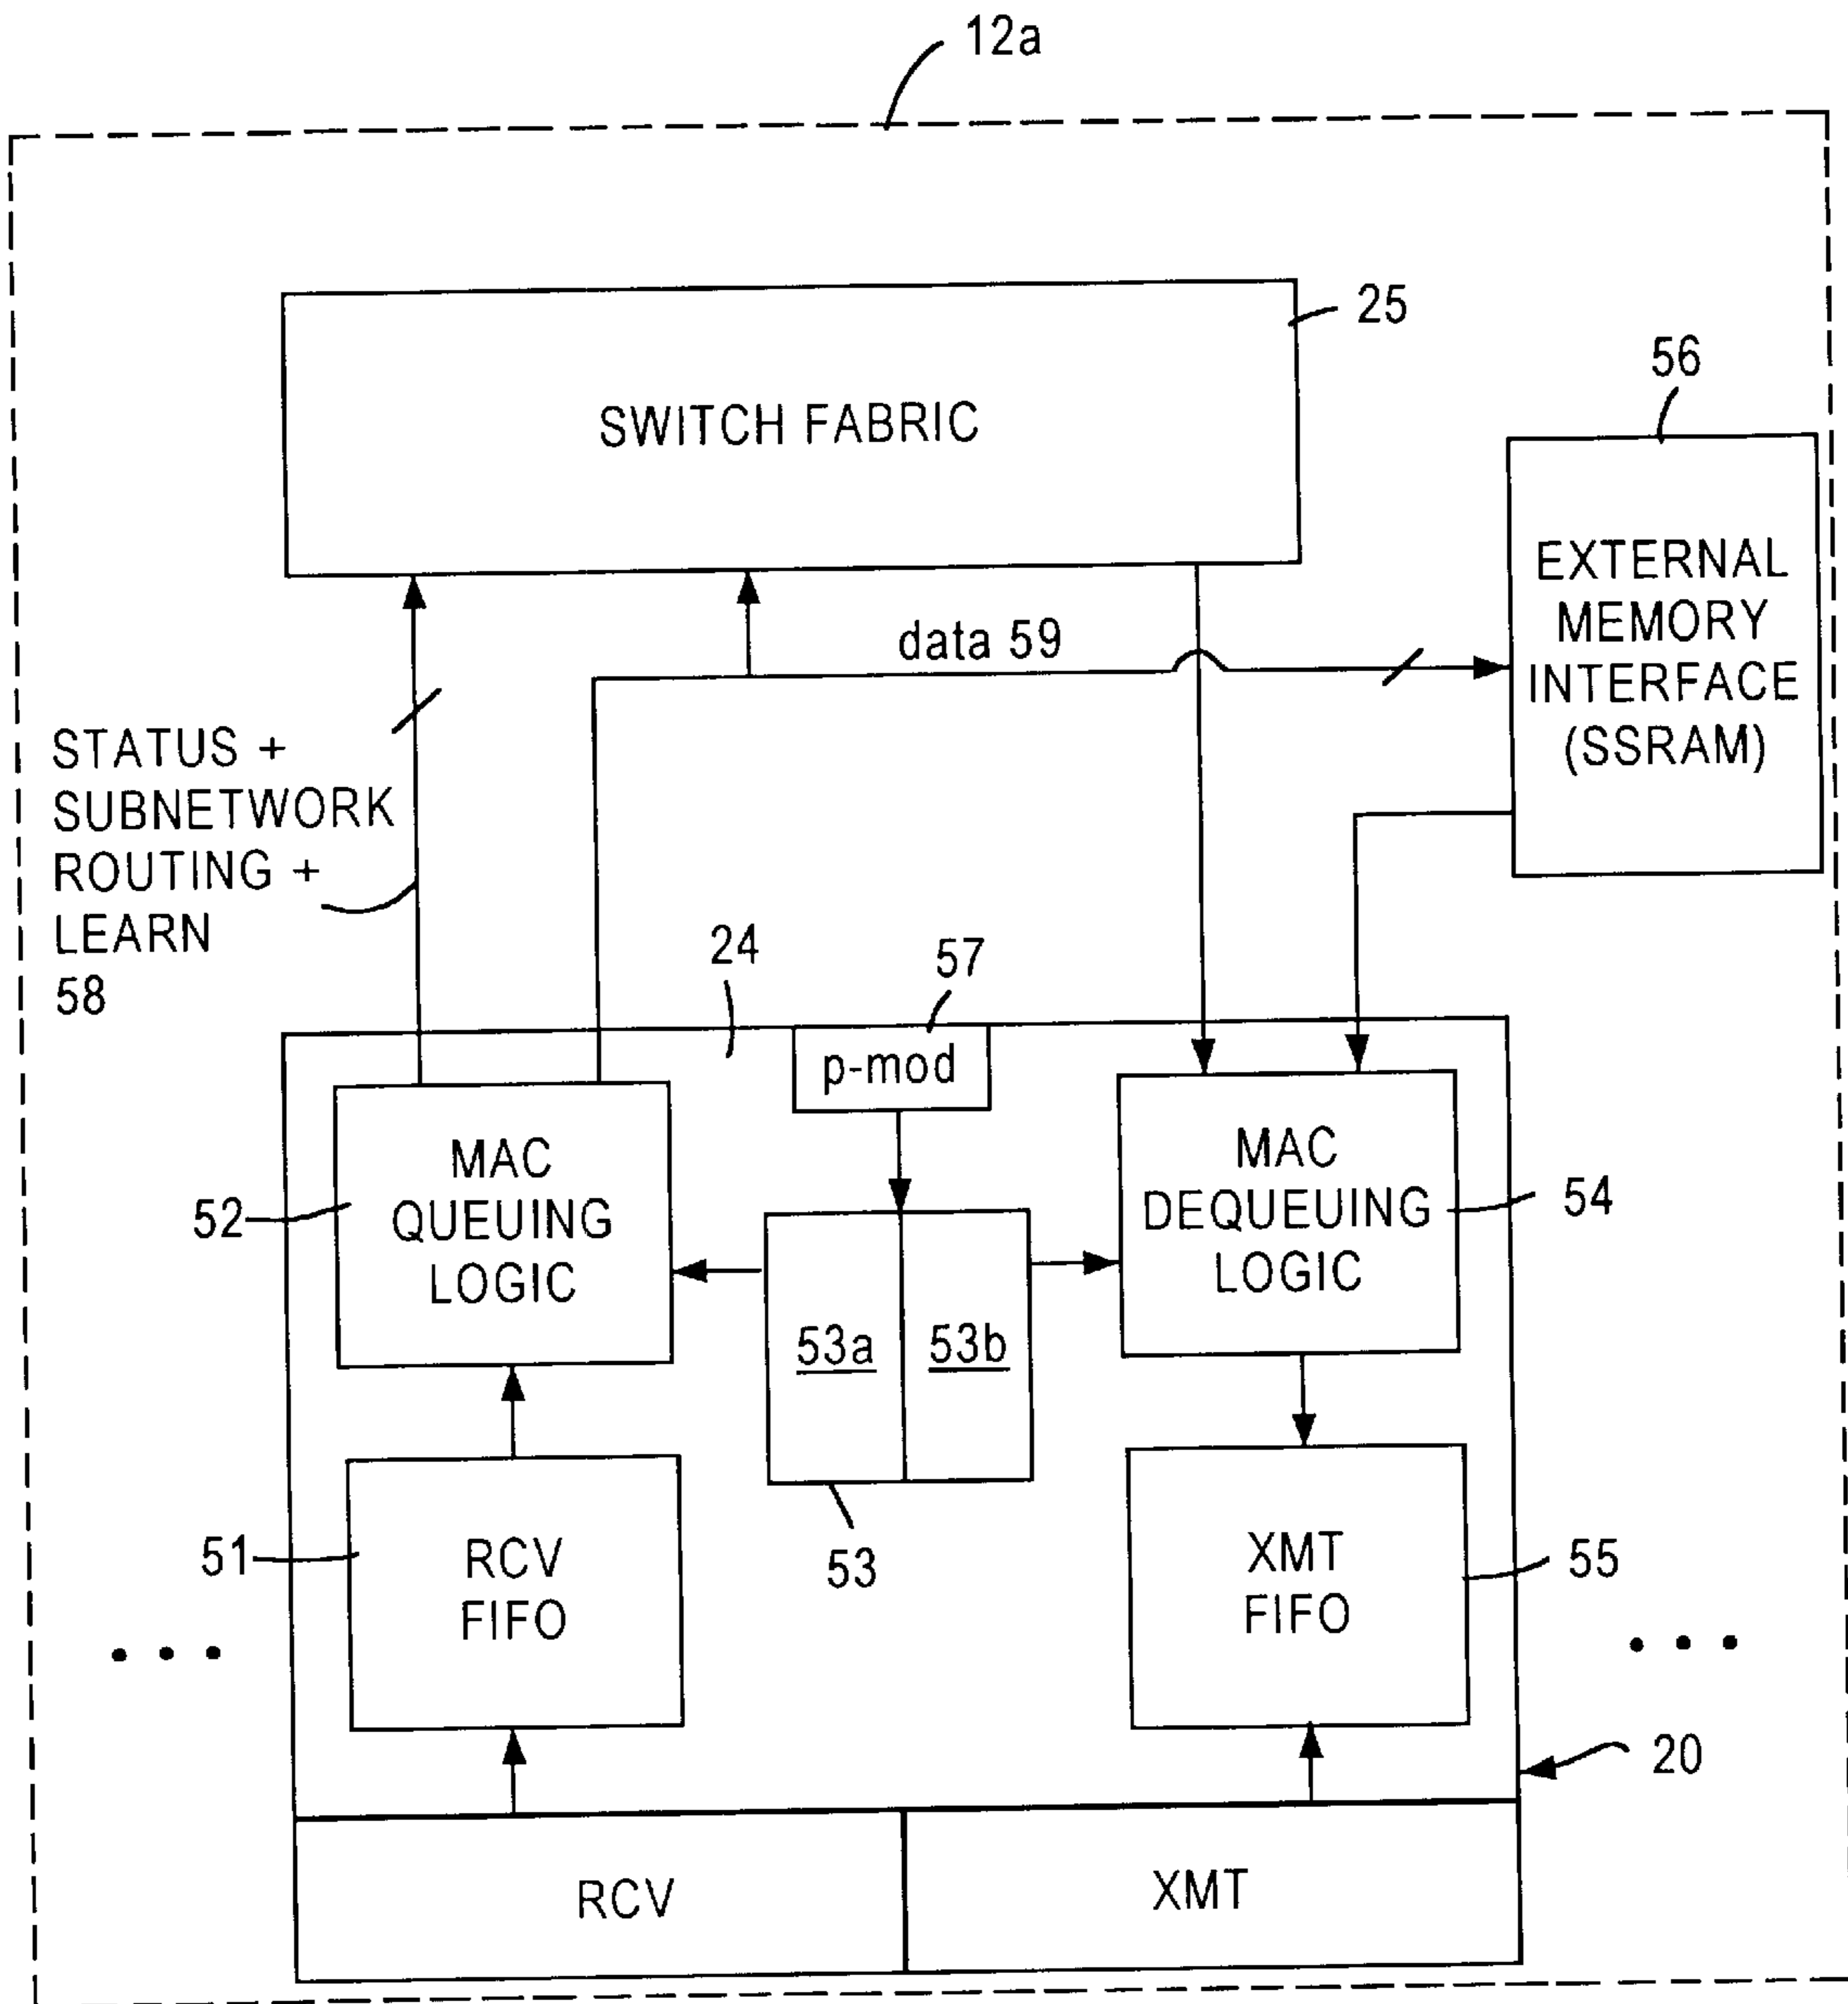 12a
25
SWITCH FABRIC
56
EXTERNAL
MEMORY
INTERFACE
(SSRAM)
data 59
STATUS +
SUBNETWORK
ROUTING +
LEARN
58
24
57
p-mod
MAC
QUEUING
LOGIC
52
MAC
DEQUEUING
LOGIC
54
53a
53b
53
51
RCV
FIFO
XMT
FIFO
55
20
RCV
XMT